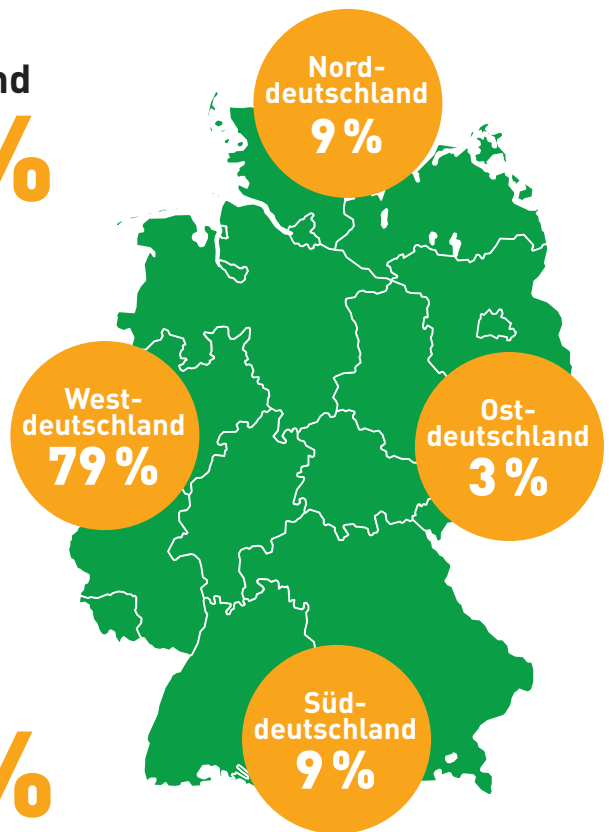 nd
%
Nord-
deutschland
9 %
West-
deutschland
79 %
Ost-
deutschland
3 %
Süd-
deutschland
9 %
%